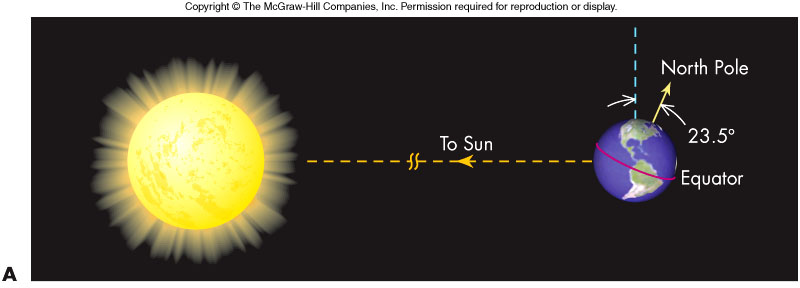 Copyright © The McGraw-Hill Companies, Inc. Permission required for reproduction or display.
North Pole
23.5°
To Sun
Equator
A